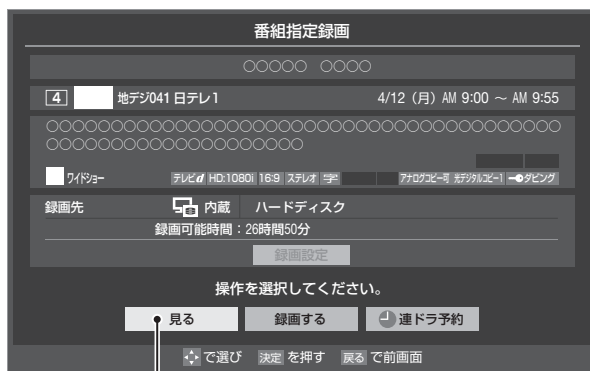 番組指定録画
○○○○○ ○○○○
4 地デジ041 日テレ1 4/12（月）AM 9:00 ～ AM 9:55
○○○○○○○○○○○○○○○○○○○○○○○○○○○○○○○○○○
○○○○○○○○○○○○○○○○○
ワイドショー テレビd HD:1080i 16:9 ステレオ 字 アナログコピー可 光デジタルコピー1 ダビング
録画先 内蔵 ハードディスク
録画可能時間：26時間50分
録画設定
操作を選択してください。
見る 録画する 連ドラ予約
で選び 決定 を押す 戻る で前画面